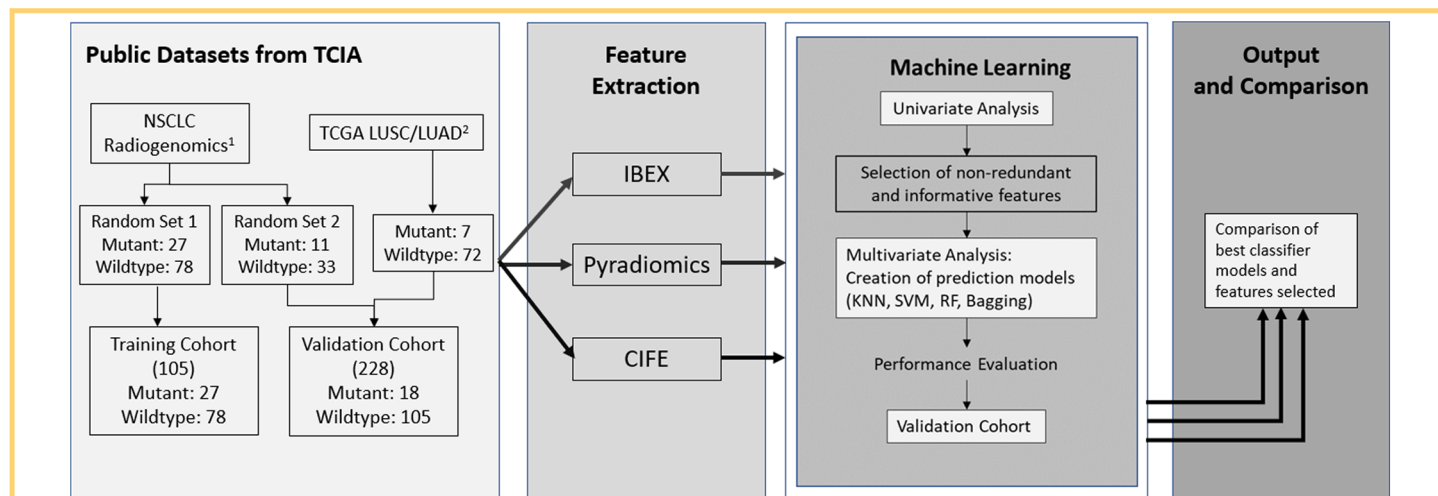 Public Datasets from TCIA
NSCLC
Radiogenomics1
TCGA LUSC/LUAD2
Random Set 1
Mutant: 27
Wildtype: 78
Random Set 2
Mutant: 11
Wildtype: 33
Mutant: 7
Wildtype: 72
Training Cohort
(105)
Mutant: 27
Wildtype: 78
Validation Cohort
(228)
Mutant: 18
Wildtype: 105
Feature
Extraction
IBEX
Pyradiomics
CIFE
Machine Learning
Univariate Analysis
Selection of non-redundant
and informative features
Multivariate Analysis:
Creation of prediction models
(KNN, SVM, RF, Bagging)
Performance Evaluation
Validation Cohort
Output
and Comparison
Comparison of
best classifier
models and
features selected